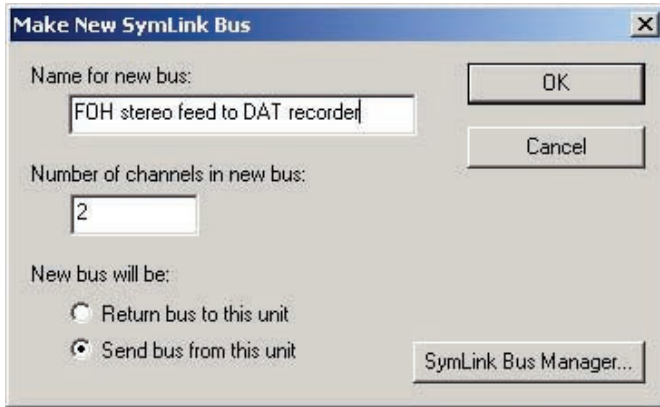 Make New SymLink Bus
Name for new bus:
OK
FOH stereo feed to DAT recorder
Cancel
Number of channels in new bus:
2
New bus will be:
Return bus to this unit
Send bus from this unit
SymLink Bus Manager...